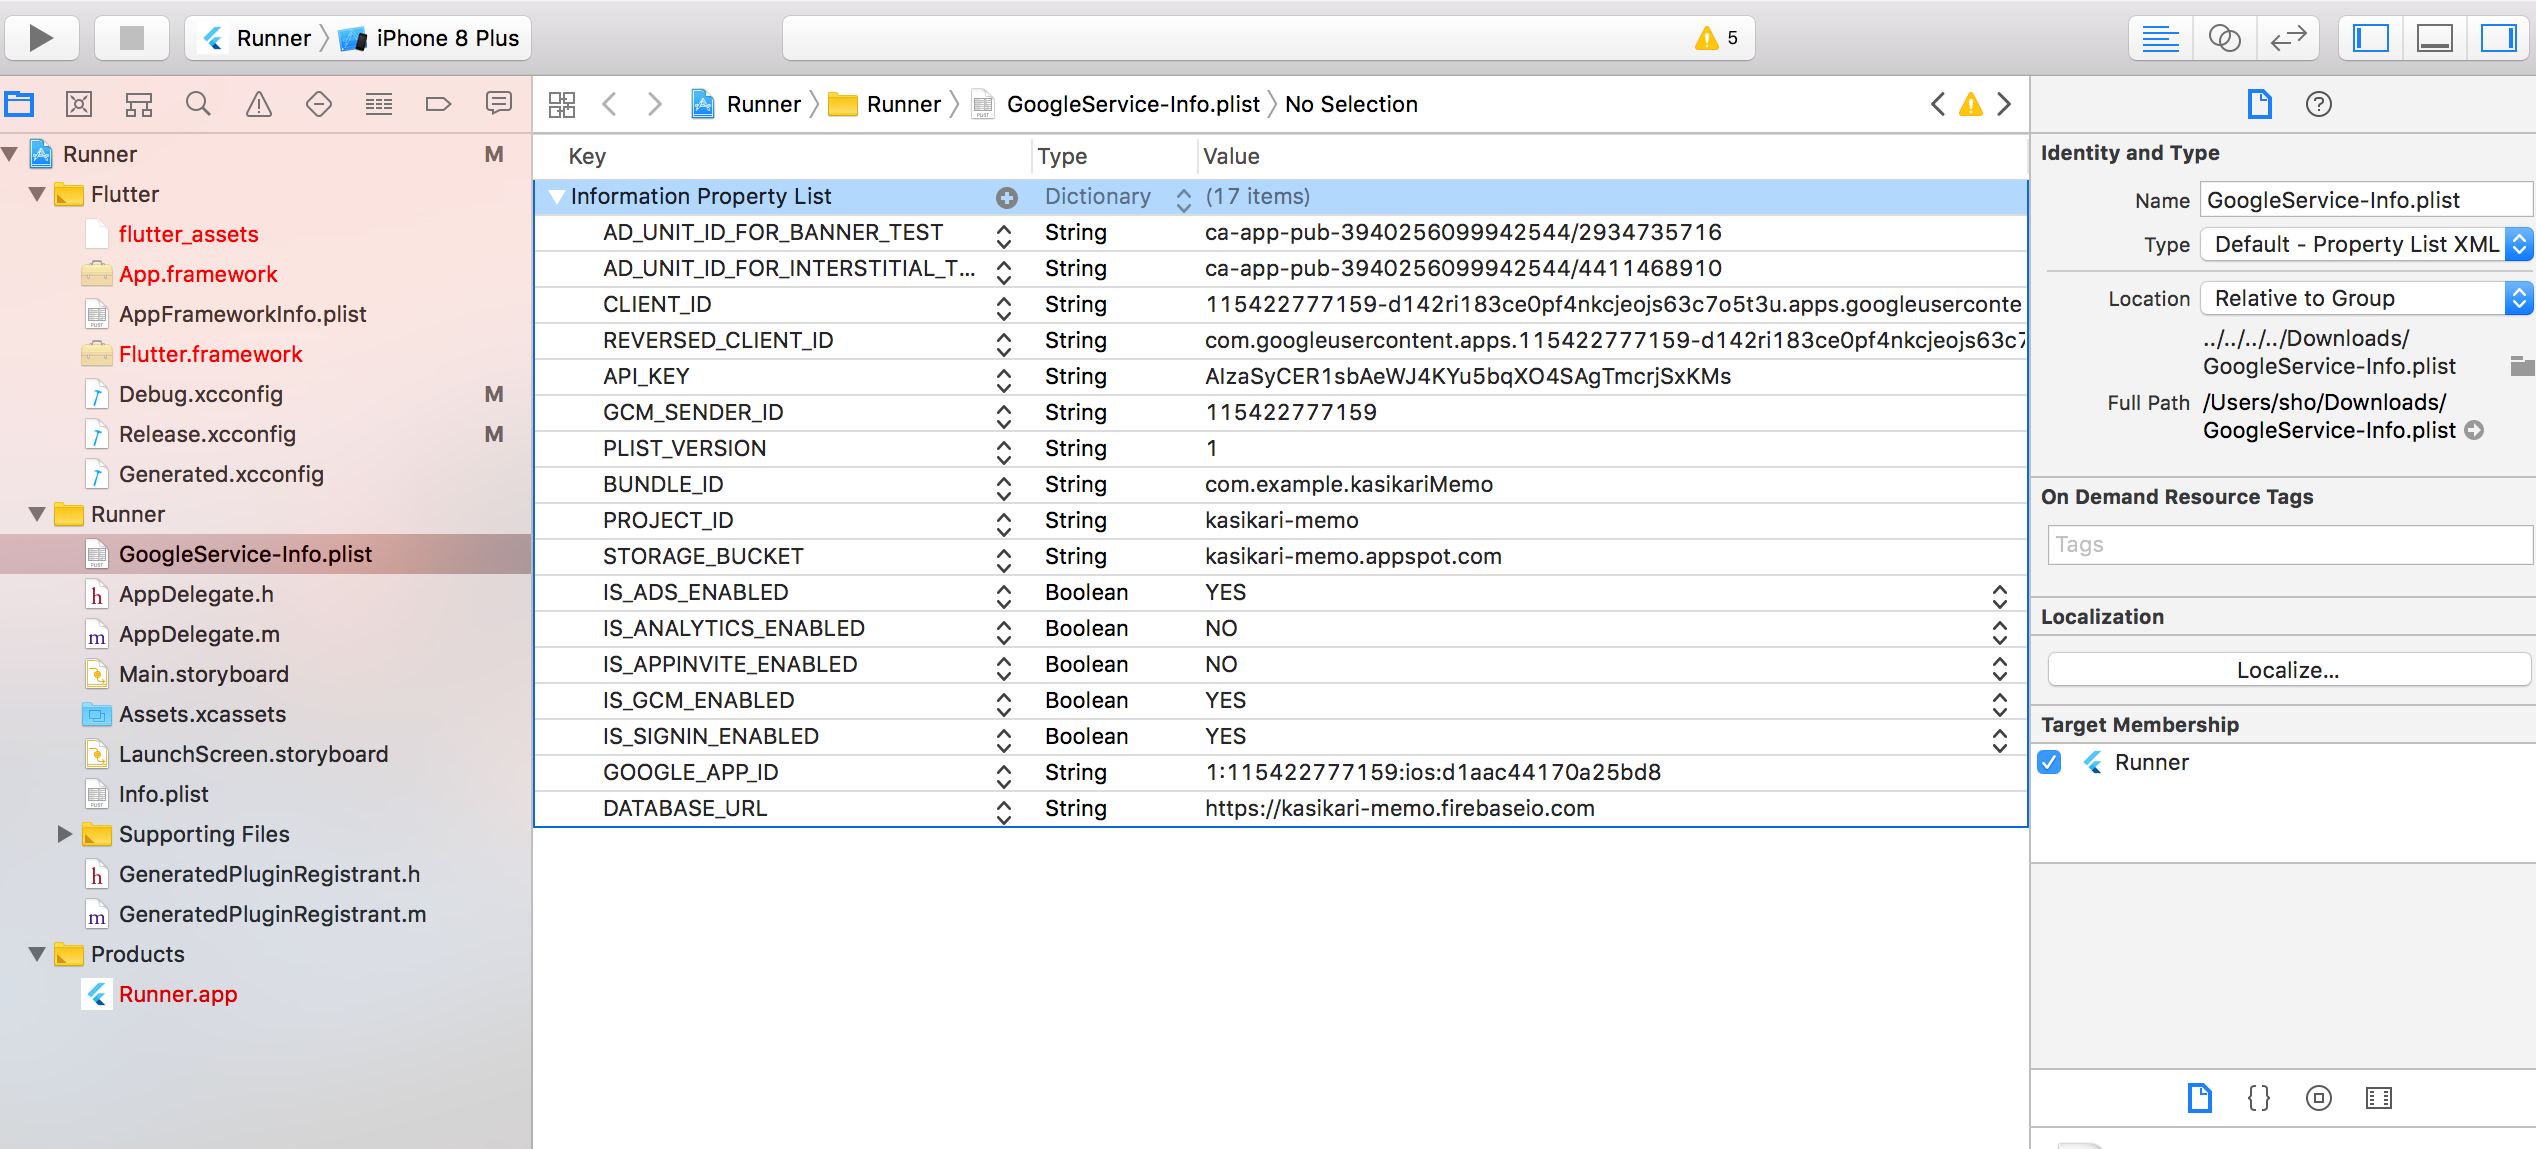 Runner
iPhone 8 Plus
5
Runner
Runner
GoogleService-Info.plist
No Selection
Runner M
Flutter
flutter_assets
App.framework
AppFrameworkInfo.plist
Flutter.framework
Debug.xcconfig M
Release.xcconfig M
Generated.xcconfig
Runner
GoogleService-Info.plist
AppDelegate.h
AppDelegate.m
Main.storyboard
Assets.xcassets
LaunchScreen.storyboard
Info.plist
Supporting Files
GeneratedPluginRegistrant.h
GeneratedPluginRegistrant.m
Products
Runner.app
Key Type Value
Information Property List Dictionary (17 items)
AD_UNIT_ID_FOR_BANNER_TEST String ca-app-pub-3940256099942544/2934735716
AD_UNIT_ID_FOR_INTERSTITIAL_T... String ca-app-pub-3940256099942544/4411468910
CLIENT_ID String 115422777159-d142ri183ce0pf4nkcjeojs63c7o5t3u.apps.googleuserconte
REVERSED_CLIENT_ID String com.googleusercontent.apps.115422777159-d142ri183ce0pf4nkcjeojs63c7
API_KEY String AIzaSyCER1sbAeWJ4KYu5bqXO4SAgTmcrjSxKMs
GCM_SENDER_ID String 115422777159
PLIST_VERSION String 1
BUNDLE_ID String com.example.kasikariMemo
PROJECT_ID String kasikari-memo
STORAGE_BUCKET String kasikari-memo.appspot.com
IS_ADS_ENABLED Boolean YES
IS_ANALYTICS_ENABLED Boolean NO
IS_APPINVITE_ENABLED Boolean NO
IS_GCM_ENABLED Boolean YES
IS_SIGNIN_ENABLED Boolean YES
GOOGLE_APP_ID String 1:115422777159:ios:d1aac44170a25bd8
DATABASE_URL String https://kasikari-memo.firebaseio.com
Identity and Type
Name GoogleService-Info.plist
Type Default - Property List XML
Location Relative to Group
../../../../Downloads/
GoogleService-Info.plist
Full Path /Users/sho/Downloads/
GoogleService-Info.plist
On Demand Resource Tags
Tags
Localization
Localize...
Target Membership
Runner